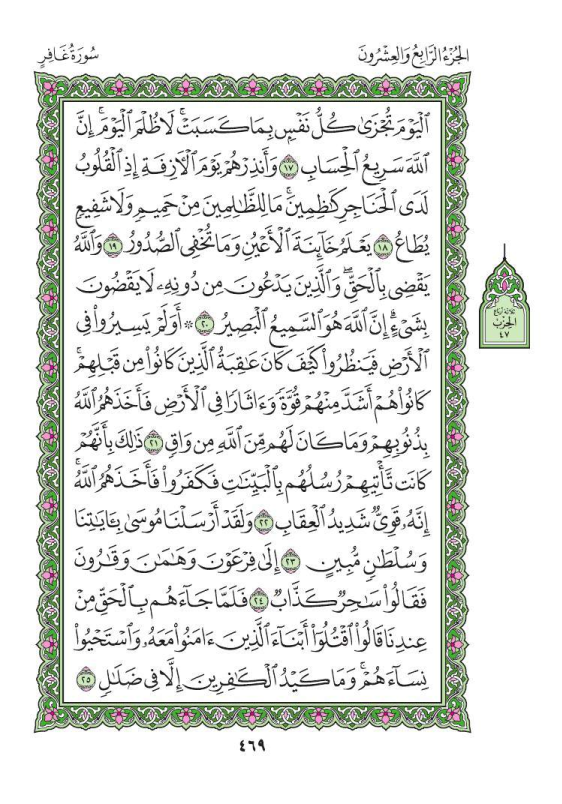 الجُزْءُ الرَّابِعُ وَالعِشْرُونَ
سُورَةُ غَافِرٍ
ٱلْيَوْمَ تُجْزَىٰ كُلُّ نَفْسٍۭ بِمَا كَسَبَتْ ۚ لَا ظُلْمَ ٱلْيَوْمَ ۚ إِنَّ
ٱللَّهَ سَرِيعُ ٱلْحِسَابِ ١٧ وَأَنذِرْهُمْ يَوْمَ ٱلْـَٔازِفَةِ إِذِ ٱلْقُلُوبُ
لَدَى ٱلْحَنَاجِرِ كَـٰظِمِينَ ۚ مَا لِلظَّـٰلِمِينَ مِنْ حَمِيمٍ وَلَا شَفِيعٍ
يُطَاعُ ١٨ يَعْلَمُ خَآئِنَةَ ٱلْأَعْيُنِ وَمَا تُخْفِى ٱلصُّدُورُ ١٩ وَٱللَّهُ
يَقْضِى بِٱلْحَقِّ ۖ وَٱلَّذِينَ يَدْعُونَ مِن دُونِهِۦ لَا يَقْضُونَ
بِشَىْءٍ ۗ إِنَّ ٱللَّهَ هُوَ ٱلسَّمِيعُ ٱلْبَصِيرُ ٢٠ ۞ أَوَلَمْ يَسِيرُوا۟ فِى
ٱلْأَرْضِ فَيَنظُرُوا۟ كَيْفَ كَانَ عَـٰقِبَةُ ٱلَّذِينَ كَانُوا۟ مِن قَبْلِهِمْ ۚ
كَانُوا۟ هُمْ أَشَدَّ مِنْهُمْ قُوَّةً وَءَاثَارًا فِى ٱلْأَرْضِ فَأَخَذَهُمُ ٱللَّهُ
بِذُنُوبِهِمْ وَمَا كَانَ لَهُم مِّنَ ٱللَّهِ مِن وَاقٍ ٢١ ذَٰلِكَ بِأَنَّهُمْ
كَانَت تَّأْتِيهِمْ رُسُلُهُم بِٱلْبَيِّنَـٰتِ فَكَفَرُوا۟ فَأَخَذَهُمُ ٱللَّهُ ۚ
إِنَّهُۥ قَوِىٌّ شَدِيدُ ٱلْعِقَابِ ٢٢ وَلَقَدْ أَرْسَلْنَا مُوسَىٰ بِـَٔايَـٰتِنَا
وَسُلْطَـٰنٍ مُّبِينٍ ٢٣ إِلَىٰ فِرْعَوْنَ وَهَـٰمَـٰنَ وَقَـٰرُونَ
فَقَالُوا۟ سَـٰحِرٌ كَذَّابٌ ٢٤ فَلَمَّا جَآءَهُم بِٱلْحَقِّ مِنْ
عِندِنَا قَالُوا۟ ٱقْتُلُوٓا۟ أَبْنَآءَ ٱلَّذِينَ ءَامَنُوا۟ مَعَهُۥ وَٱسْتَحْيُوا۟
نِسَآءَهُمْ ۚ وَمَا كَيْدُ ٱلْكَـٰفِرِينَ إِلَّا فِى ضَلَـٰلٍ ٢٥
ثلاثة أرباع
الحزب
٤٧
٤٦٩